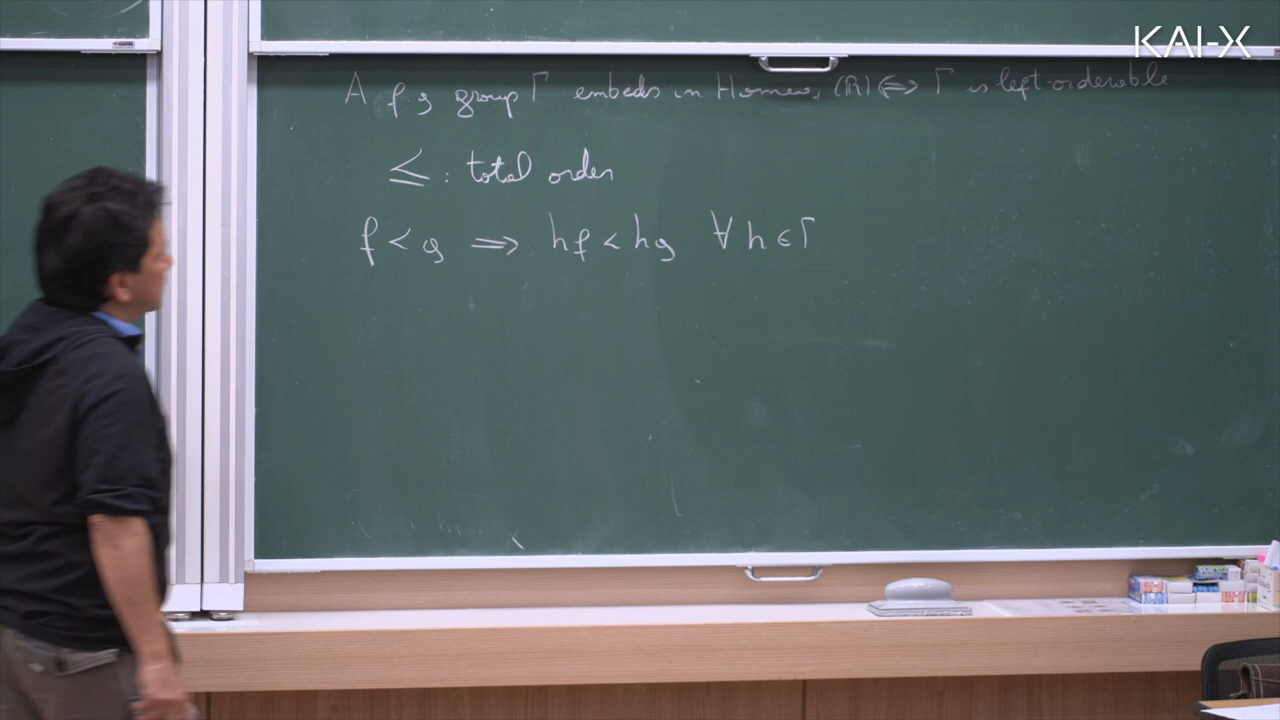 KAI-X
A f g group Γ embeds in Homeo₊(ℝ) ⟺ Γ is left-orderable
≤ : total order
f < g ⟹ hf < hg ∀ h ∈ Γ